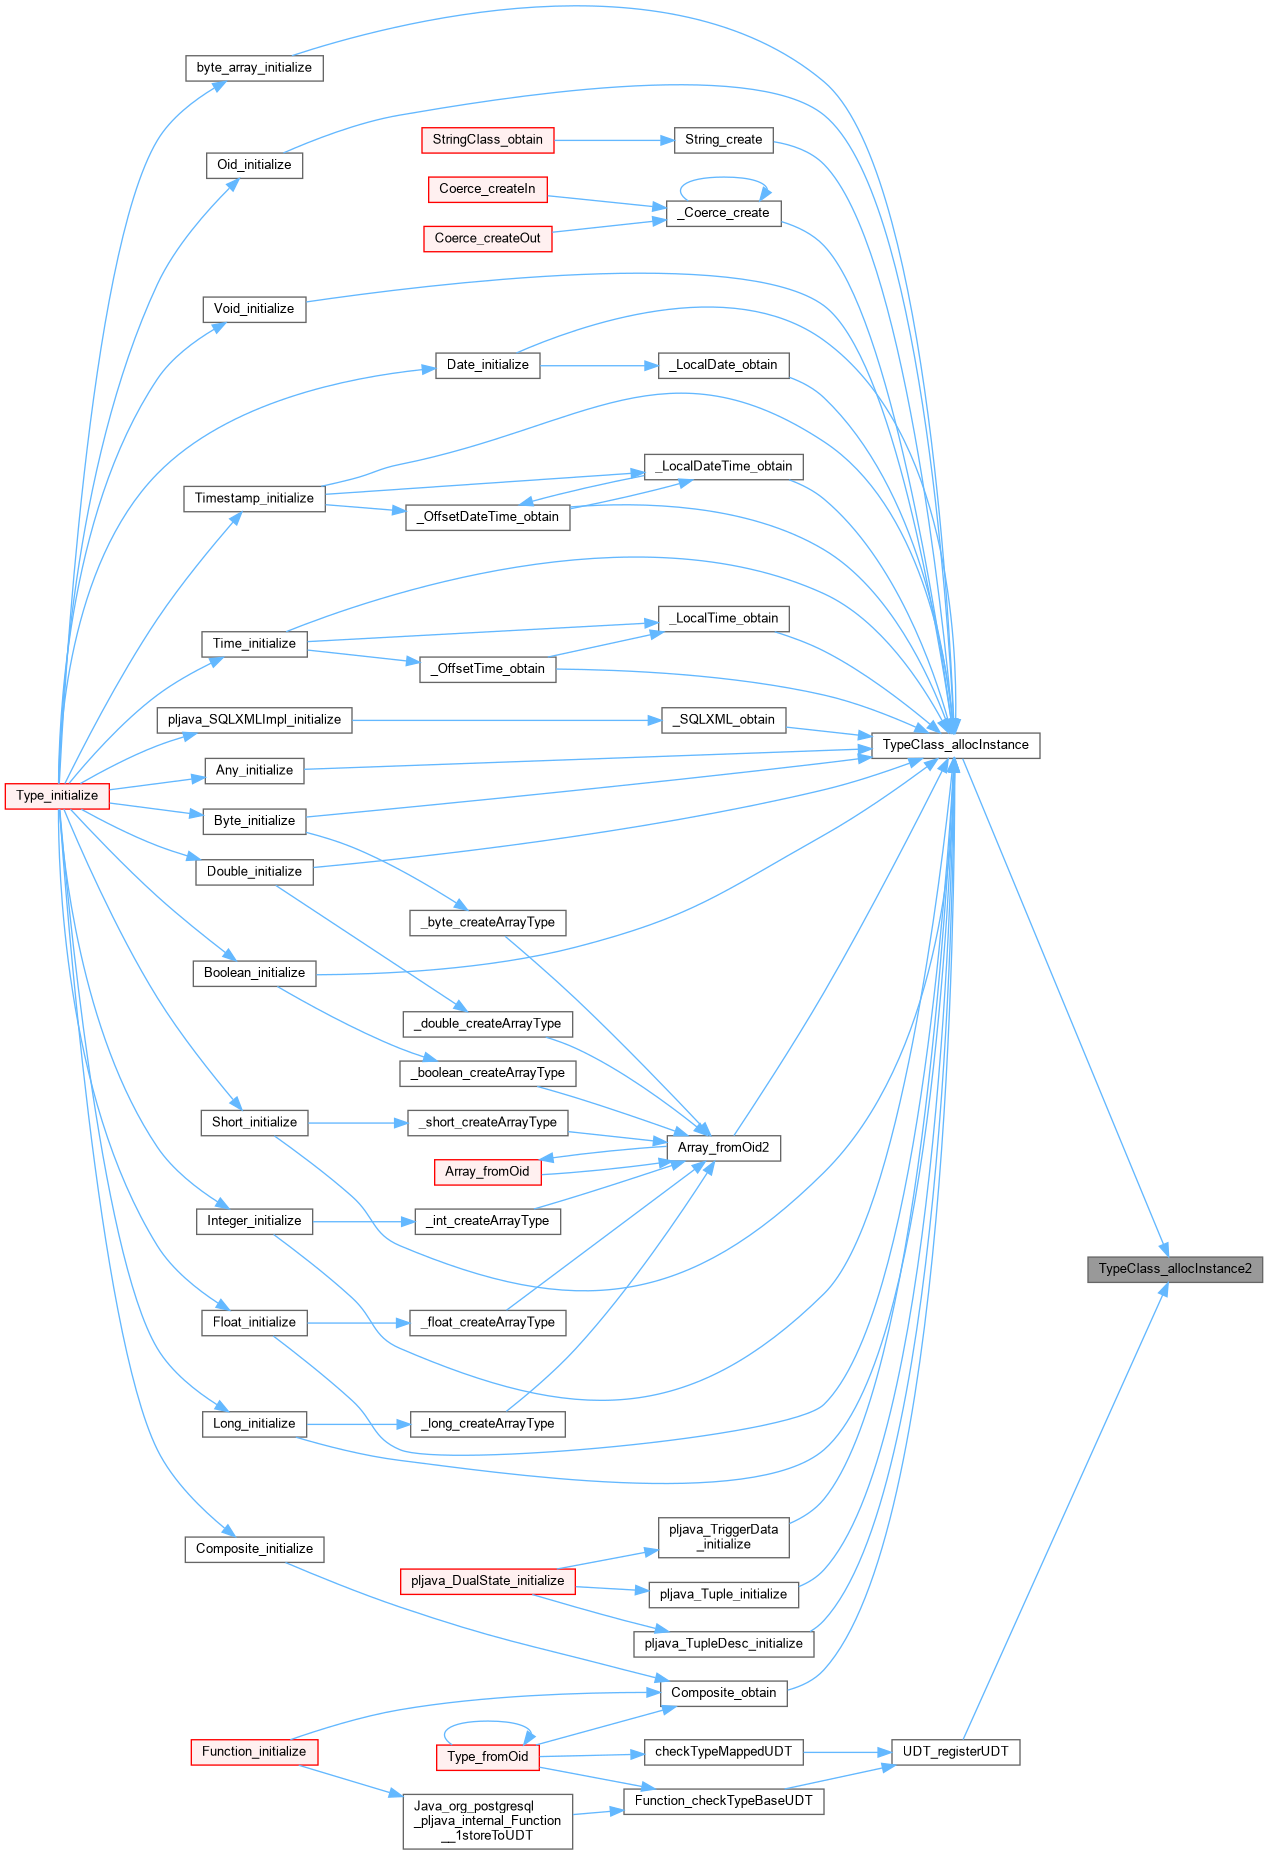 byte_array_initialize
StringClass_obtain
String_create
Oid_initialize
Coerce_createIn
_Coerce_create
Coerce_createOut
Void_initialize
Date_initialize
_LocalDate_obtain
_LocalDateTime_obtain
Timestamp_initialize
_OffsetDateTime_obtain
_LocalTime_obtain
Time_initialize
_OffsetTime_obtain
pljava_SQLXMLImpl_initialize
_SQLXML_obtain
TypeClass_allocInstance
Any_initialize
Type_initialize
Byte_initialize
Double_initialize
_byte_createArrayType
Boolean_initialize
_double_createArrayType
_boolean_createArrayType
Short_initialize
_short_createArrayType
Array_fromOid2
Array_fromOid
Integer_initialize
_int_createArrayType
TypeClass_allocInstance2
Float_initialize
_float_createArrayType
Long_initialize
_long_createArrayType
pljava_TriggerData
_initialize
Composite_initialize
pljava_DualState_initialize
pljava_Tuple_initialize
pljava_TupleDesc_initialize
Composite_obtain
Function_initialize
Type_fromOid
checkTypeMappedUDT
UDT_registerUDT
Function_checkTypeBaseUDT
Java_org_postgresql
_pljava_internal_Function
__1storeToUDT